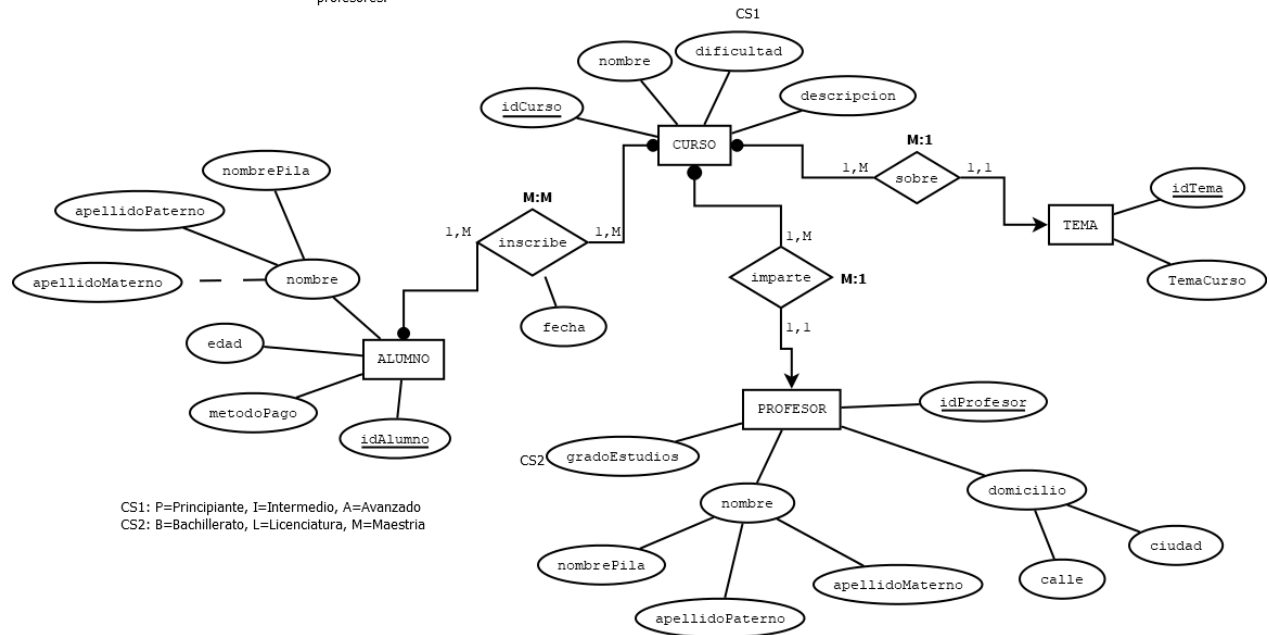 profesores.
CS1
nombre
dificultad
idCurso
descripcion
CURSO
M:1
1,M
sobre
1,1
idTema
TEMA
TemaCurso
nombrePila
apellidoPaterno
apellidoMaterno
nombre
M:M
1,M
inscribe
1,M
fecha
1,M
imparte
M:1
1,1
edad
ALUMNO
metodoPago
idAlumno
PROFESOR
idProfesor
CS2
gradoEstudios
nombre
domicilio
nombrePila
apellidoPaterno
apellidoMaterno
calle
ciudad
CS1: P=Principiante, I=Intermedio, A=Avanzado
CS2: B=Bachillerato, L=Licenciatura, M=Maestria